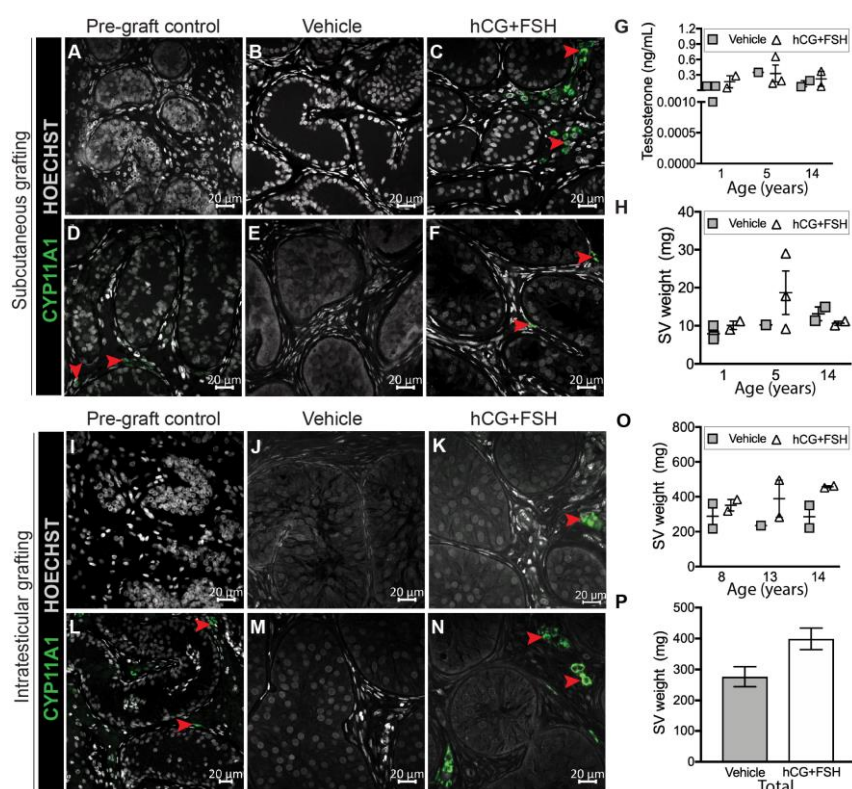 Pre-graft control Vehicle hCG+FSH
Subcutaneous grafting
CYP11A1 HOECHST
A B C
20 µm 20 µm 20 µm
D E F
20 µm 20 µm 20 µm
G
Vehicle hCG+FSH
Testosterone (ng/mL)
1.2
0.9
0.6
0.3
0.0010
0.0005
0.0000
1 5 14
Age (years)
H
Vehicle hCG+FSH
SV weight (mg)
40
30
20
10
0
1 5 14
Age (years)
Pre-graft control Vehicle hCG+FSH
Intratesticular grafting
CYP11A1 HOECHST
I J K
20 µm 20 µm 20 µm
L M N
20 µm 20 µm 20 µm
O
Vehicle hCG+FSH
SV weight (mg)
800
600
400
200
0
8 13 14
Age (years)
P
SV weight (mg)
500
400
300
200
100
0
Vehicle hCG+FSH
Total